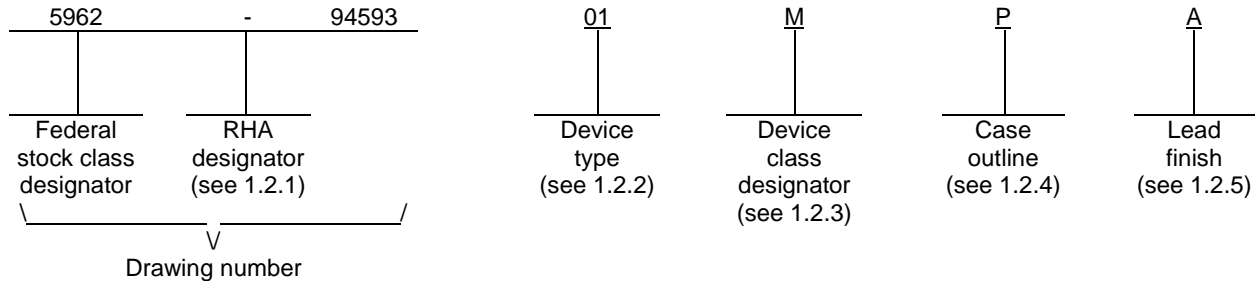 5962 - 94593 01 M P A
Federal stock class designator
RHA designator (see 1.2.1)
Device type (see 1.2.2)
Device class designator (see 1.2.3)
Case outline (see 1.2.4)
Lead finish (see 1.2.5)
Drawing number